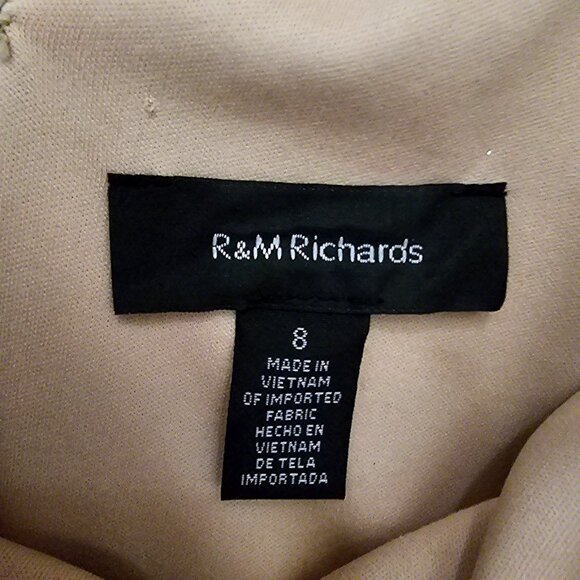 R&M Richards
8
MADE IN
VIETNAM
OF IMPORTED
FABRIC
HECHO EN
VIETNAM
DE TELA
IMPORTADA